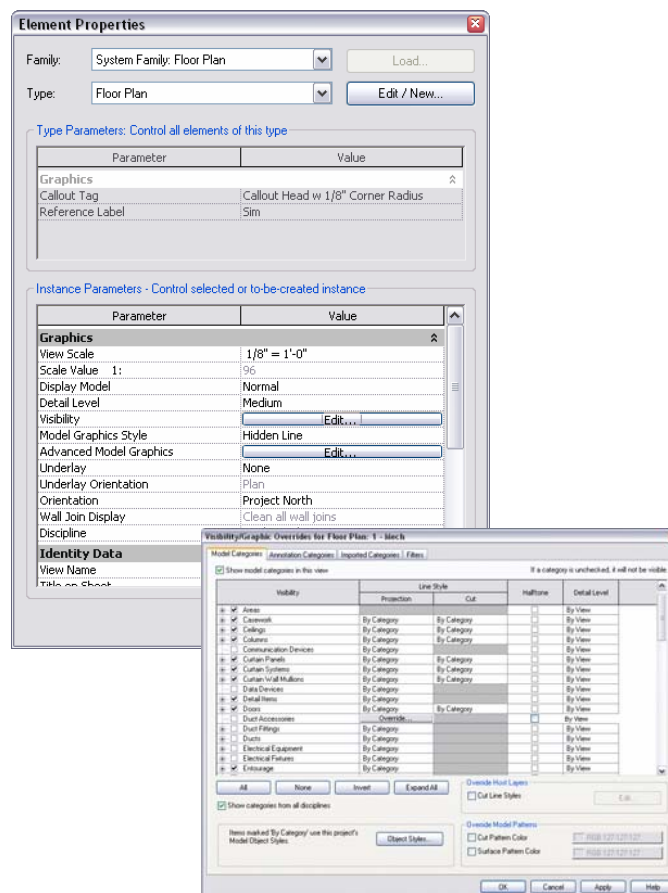 Element Properties
Family: System Family: Floor Plan Load...
Type: Floor Plan Edit / New...
Type Parameters: Control all elements of this type
Parameter Value
Graphics
Callout Tag Callout Head w 1/8" Corner Radius
Reference Label Sim
Instance Parameters - Control selected or to-be-created instance
Parameter Value
Graphics
View Scale 1/8" = 1'-0"
Scale Value 1: 96
Display Model Normal
Detail Level Medium
Visibility Edit...
Model Graphics Style Hidden Line
Advanced Model Graphics Edit...
Underlay None
Underlay Orientation Plan
Orientation Project North
Wall Join Display Clean all wall joins
Discipline
Identity Data
View Name
Title on Sheet
Visibility/Graphic Overrides for Floor Plan: 1 - Mech
Model Categories Annotation Categories Imported Categories Filters
Show model categories in this view If a category is unchecked, it will not be visible.
Visibility Line Style Halftone Detail Level
Projection Cut
Areas By View
Casework By Category By Category By View
Ceilings By Category By Category By View
Columns By Category By Category By View
Communication Devices By Category By View
Curtain Panels By Category By Category By View
Curtain Systems By Category By Category By View
Curtain Wall Mullions By Category By Category By View
Data Devices By Category By View
Detail Items By Category By View
Doors By Category By Category By View
Duct Accessories Override... By View
Duct Fittings By Category By View
Ducts By Category By View
Electrical Equipment By Category By View
Electrical Fixtures By Category By View
Entourage By Category By View
All None Invert Expand All
Override Host Layers
Cut Line Styles Edit...
Show categories from all disciplines
Override Model Patterns
Items marked 'By Category' use this project's
Model Object Styles. Object Styles...
Cut Pattern Color RGB 127-127-127
Surface Pattern Color RGB 127-127-127
OK Cancel Apply Help